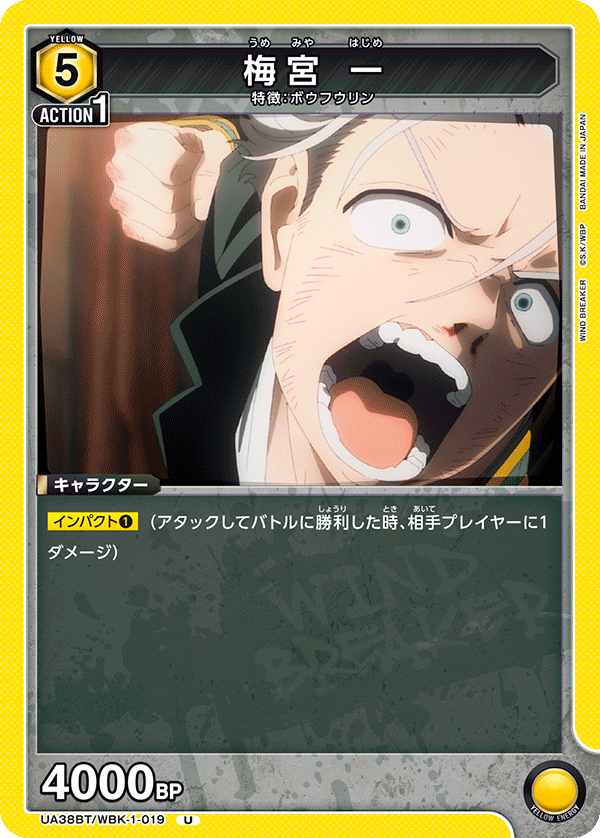 YELLOW
5
ACTION 1
うめ みや はじめ
梅宮 一
特徴:ボウフウリン
WIND BREAKER ©S.K/WBP BANDAI MADE IN JAPAN
キャラクター
しょうり とき あいて
インパクト❶ (アタックしてバトルに勝利した時、相手プレイヤーに1
ダメージ)
WIND
BREAKER
4000BP
UA38BT/WBK-1-019 U
YELLOW ENERGY